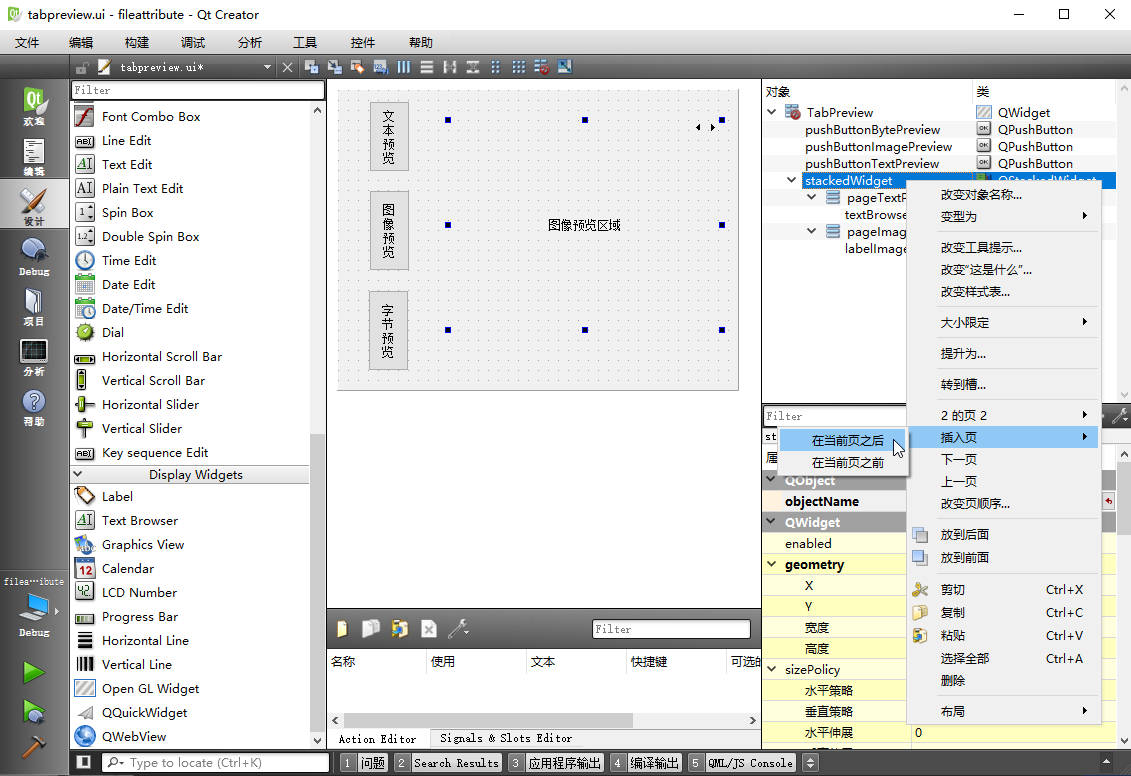 tabpreview.ui - fileattribute - Qt Creator
文件 编辑 构建 调试 分析 工具 控件 帮助
tabpreview.ui*
欢迎
编辑
设计
Debug
项目
分析
帮助
files…ibute
Debug
Filter
Font Combo Box
Line Edit
Text Edit
Plain Text Edit
Spin Box
Double Spin Box
Time Edit
Date Edit
Date/Time Edit
Dial
Horizontal Scroll Bar
Vertical Scroll Bar
Horizontal Slider
Vertical Slider
Key sequence Edit
Display Widgets
Label
Text Browser
Graphics View
Calendar
LCD Number
Progress Bar
Horizontal Line
Vertical Line
Open GL Widget
QQuickWidget
QWebView
文本预览
图像预览
字节预览
图像预览区域
Filter
名称 使用 文本 快捷键 可选的
Action Editor Signals & Slots Editor
对象 类
TabPreview QWidget
pushButtonBytePreview QPushButton
pushButtonImagePreview QPushButton
pushButtonTextPreview QPushButton
stackedWidget QStackedWidget
pageTextP
textBrowse
pageImag
labelImage
Filter
st
属
QObject
objectName
QWidget
enabled
geometry
X
Y
宽度
高度
sizePolicy
水平策略
垂直策略
水平伸展 0
改变对象名称...
变型为
改变工具提示...
改变“这是什么”...
改变样式表...
大小限定
提升为...
转到槽...
2 的页 2
插入页
下一页
上一页
改变页顺序...
放到后面
放到前面
剪切 Ctrl+X
复制 Ctrl+C
粘贴 Ctrl+V
选择全部 Ctrl+A
删除
布局
在当前页之后
在当前页之前
Type to locate (Ctrl+K)
1 问题 2 Search Results 3 应用程序输出 4 编译输出 5 QML/JS Console